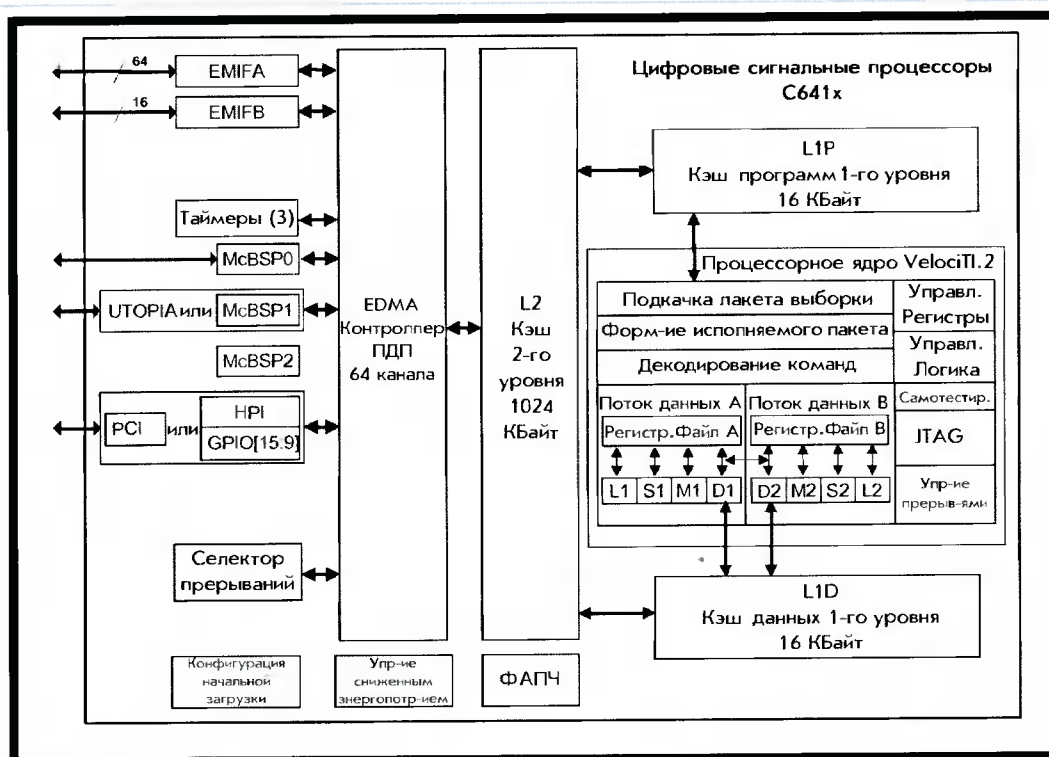 Цифровые сигнальные процессоры
C641x
64
EMIFA
16
EMIFB
Таймеры (3)
McBSP0
UTOPIA или McBSP1
McBSP2
PCI или HPI
GPIO[15:9]
Селектор
прерываний
Конфигурация
начальной
загрузки
EDMA
Контроллер
ПДП
64 канала
Упр-ие
сниженным
энергопотр-ием
L2
Кэш
2-го
уровня
1024
КБайт
ФАПЧ
L1P
Кэш программ 1-го уровня
16 КБайт
Процессорное ядро VelociTI.2
Подкачка пакета выборки
Форм-ие исполняемого пакета
Декодирование команд
Управл.
Регистры
Управл.
Логика
Самотестир.
JTAG
Упр-ие
прерыв-ями
Поток данных А
Регистр.Файл А
L1 S1 M1 D1
Поток данных В
Регистр.Файл В
D2 M2 S2 L2
L1D
Кэш данных 1-го уровня
16 КБайт